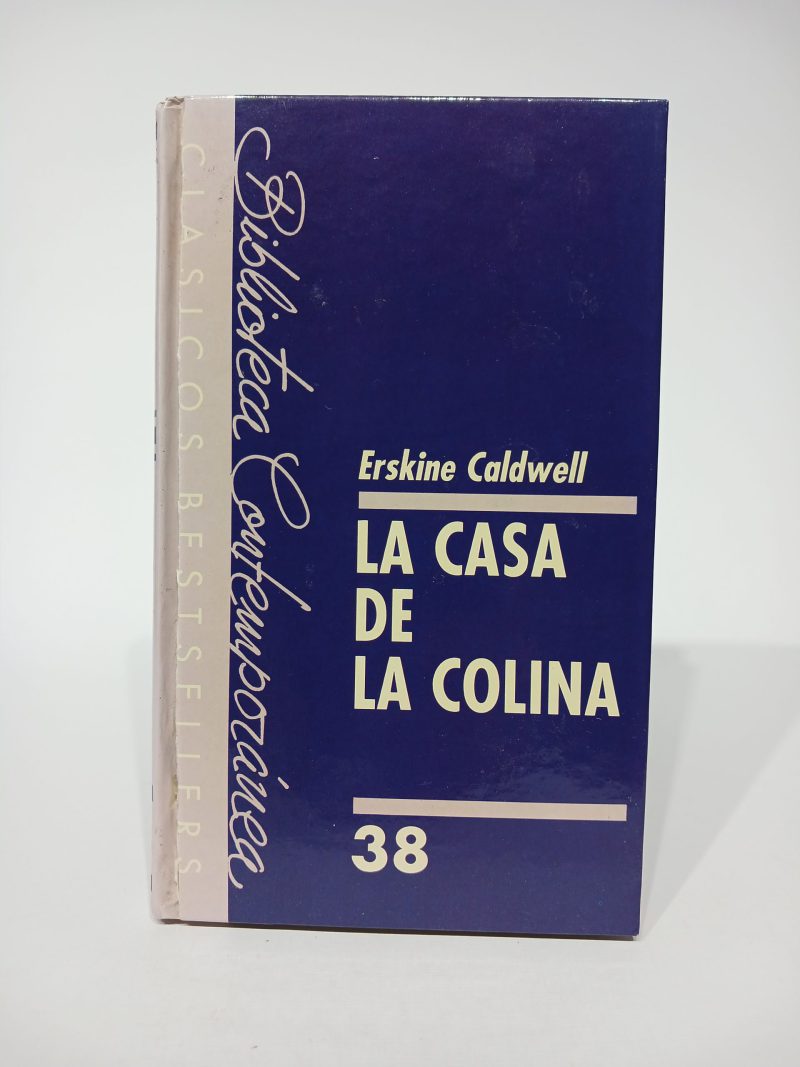 CLASICOS BESTSELLERS
Biblioteca Contemporánea
Erskine Caldwell
LA CASA
DE
LA COLINA
38